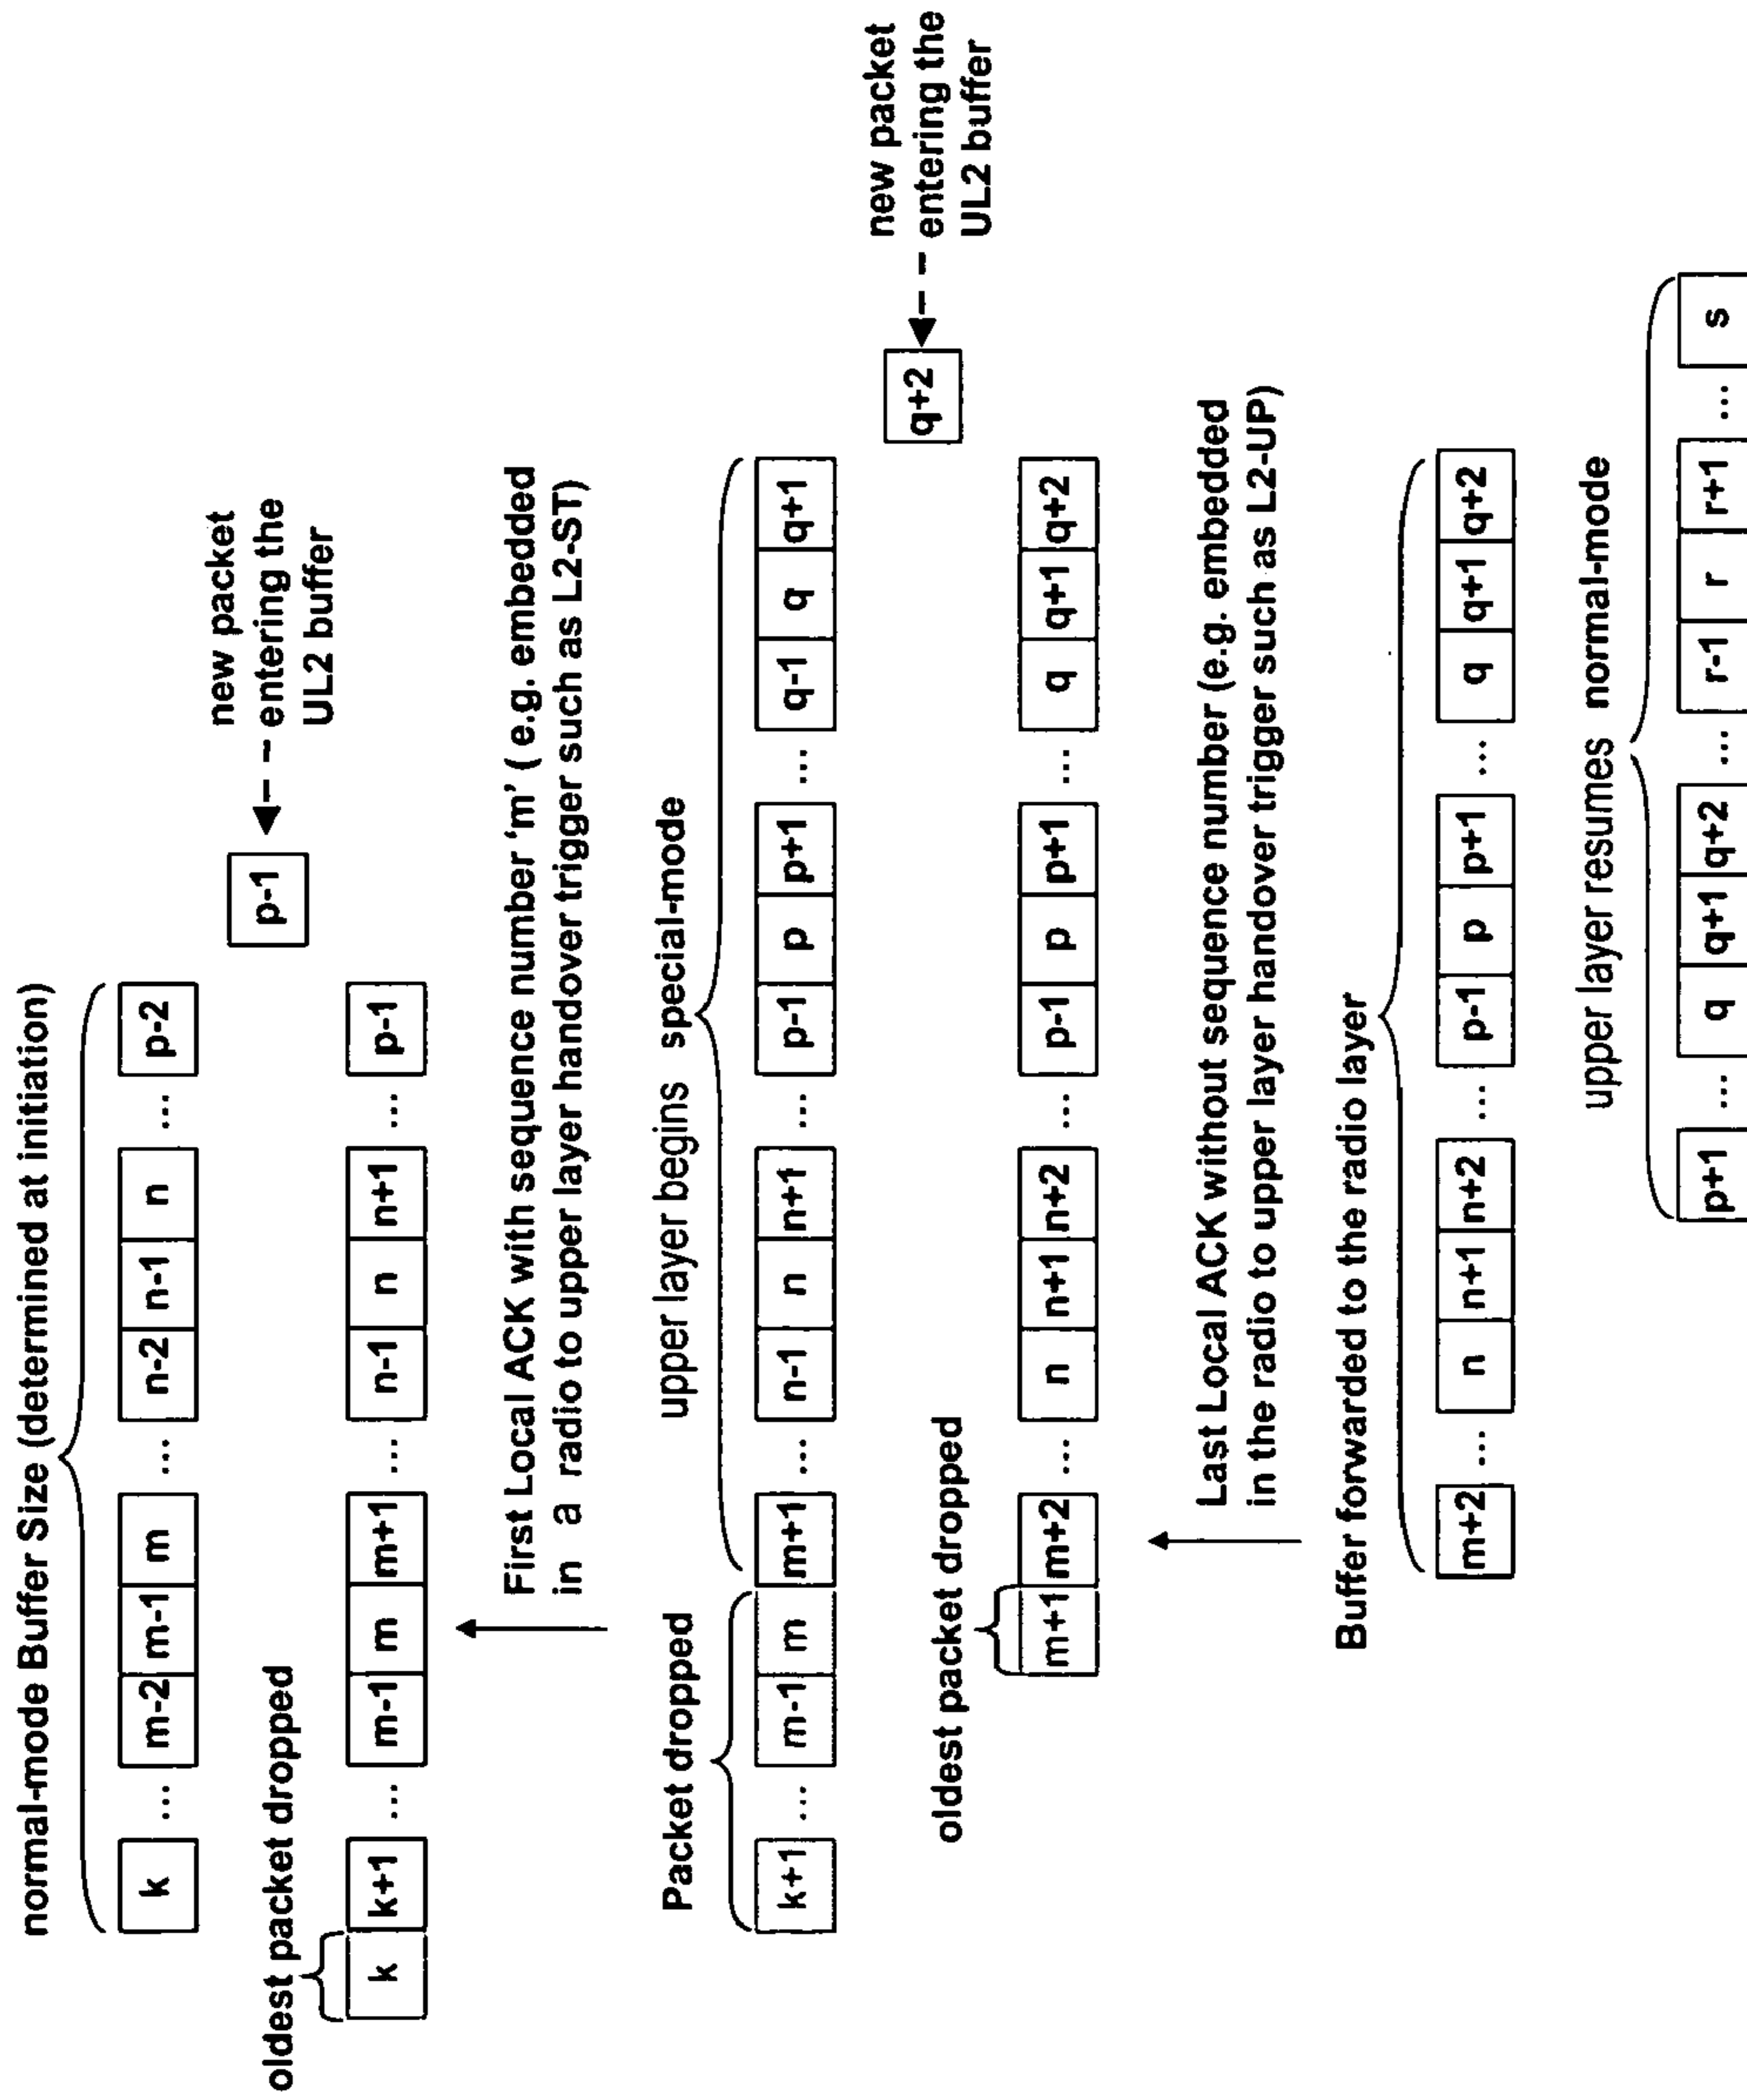 normal-mode Buffer Size (determined at initiation)
k ... m-2 m-1 m ... n-2 n-1 n ... p-2
new packet
entering the
UL2 buffer
p-1
oldest packet dropped
k k+1 ... m-1 m m+1 ... n-1 n n+1 ... p-1
First Local ACK with sequence number ‘m’ ( e.g. embedded
in a radio to upper layer handover trigger such as L2-ST)
Packet dropped
upper layer begins special-mode
k+1 ... m-1 m m+1 ... n-1 n n+1 ... p-1 p p+1 ... q-1 q q+1
new packet
entering the
UL2 buffer
q+2
oldest packet dropped
m+1 m+2 ... n n+1 n+2 ... p-1 p p+1 ... q q+1 q+2
Last Local ACK without sequence number (e.g. embedded
in the radio to upper layer handover trigger such as L2-UP)
Buffer forwarded to the radio layer
m+2 ... n n+1 n+2 ... p-1 p p+1 ... q q+1 q+2
upper layer resumes normal-mode
p+1 ... q q+1 q+2 ... r-1 r r+1 ... s